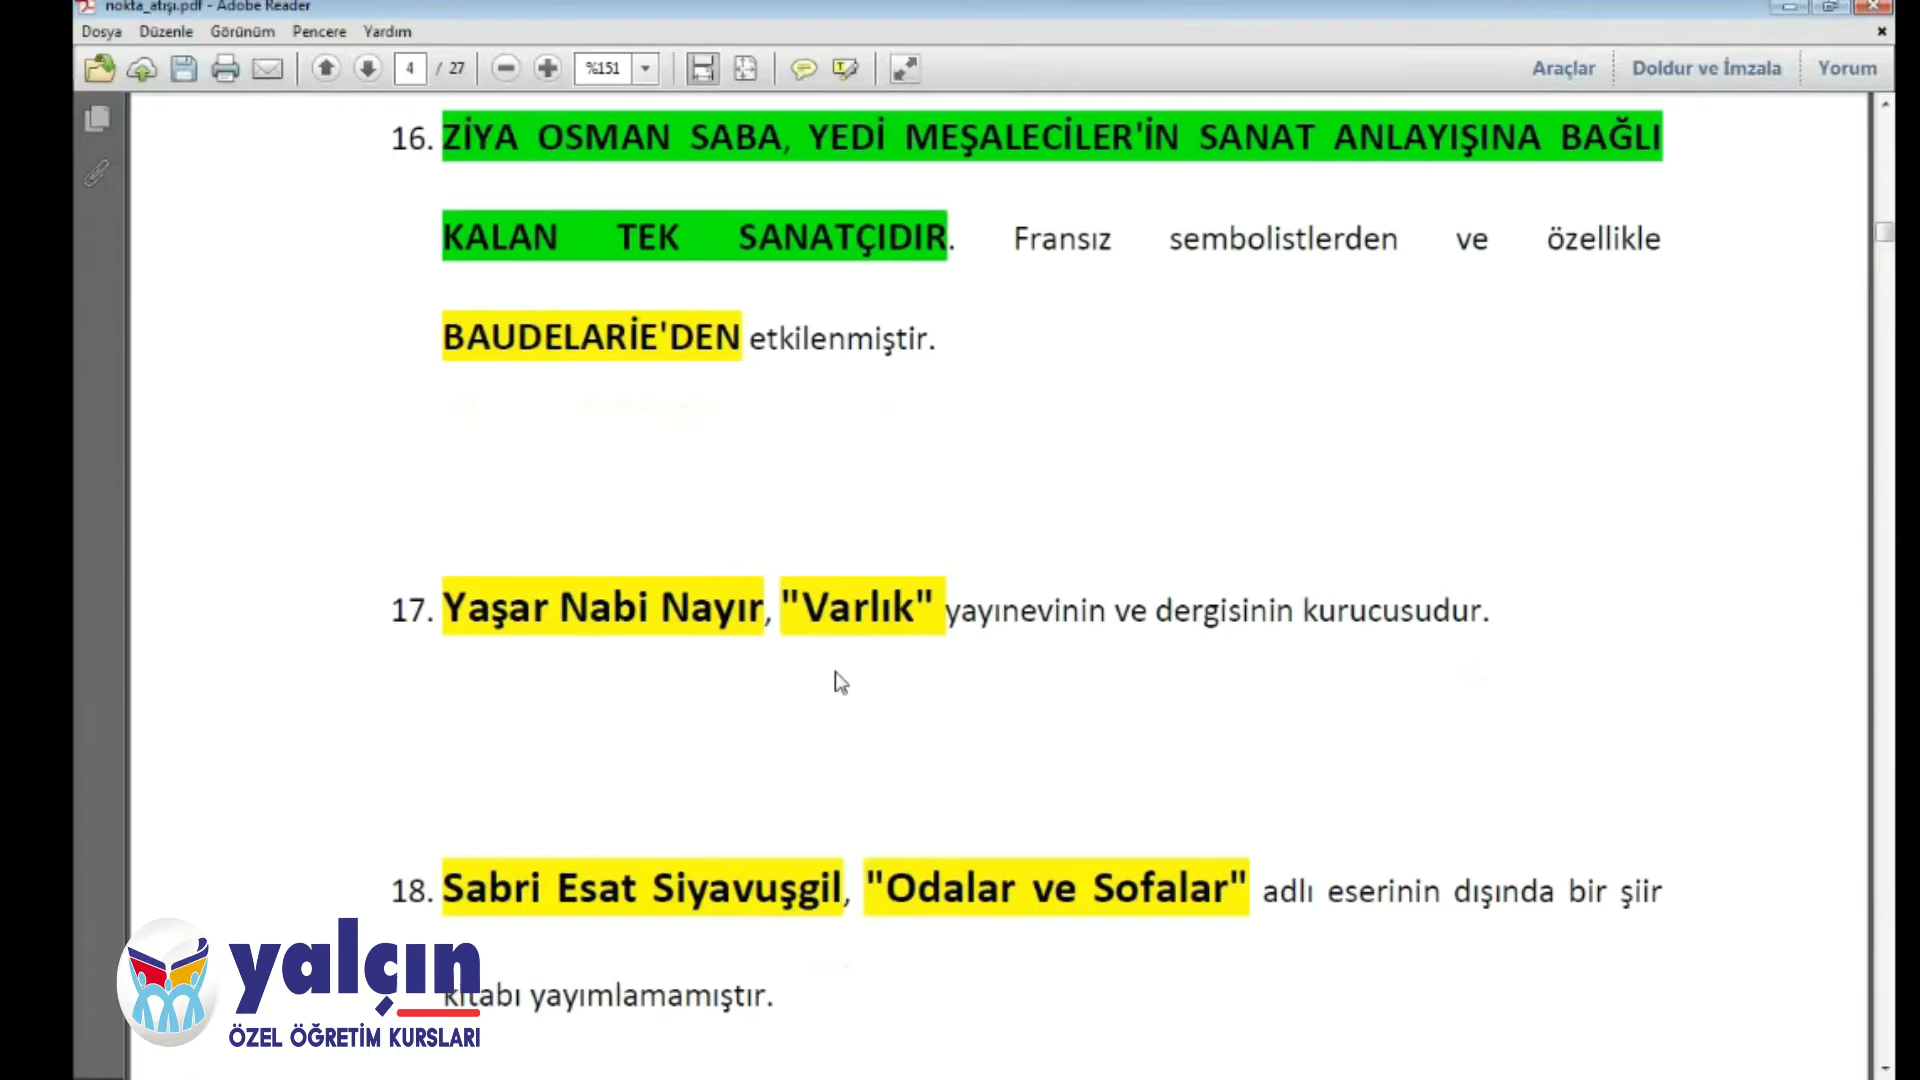 nokta_atışı.pdf - Adobe Reader
Dosya Düzenle Görünüm Pencere Yardım
4 / 27 %151 Araçlar Doldur ve İmzala Yorum
16. ZİYA OSMAN SABA, YEDİ MEŞALECİLER'İN SANAT ANLAYIŞINA BAĞLI
KALAN TEK SANATÇIDIR. Fransız sembolistlerden ve özellikle
BAUDELARİE'DEN etkilenmiştir.
17. Yaşar Nabi Nayır, "Varlık" yayınevinin ve dergisinin kurucusudur.
18. Sabri Esat Siyavuşgil, "Odalar ve Sofalar" adlı eserinin dışında bir şiir
kitabı yayımlamamıştır.
yalçın
ÖZEL ÖĞRETİM KURSLARI